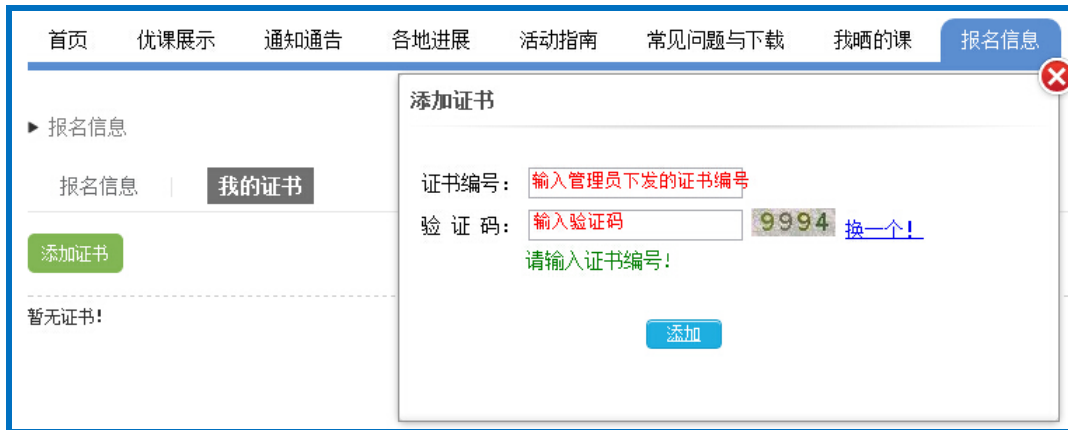 首页 优课展示 通知通告 各地进展 活动指南 常见问题与下载 我晒的课 报名信息
添加证书
▶ 报名信息
报名信息 我的证书
证书编号： 输入管理员下发的证书编号
验 证 码： 输入验证码 9994 换一个！
添加证书
请输入证书编号！
暂无证书！
添加